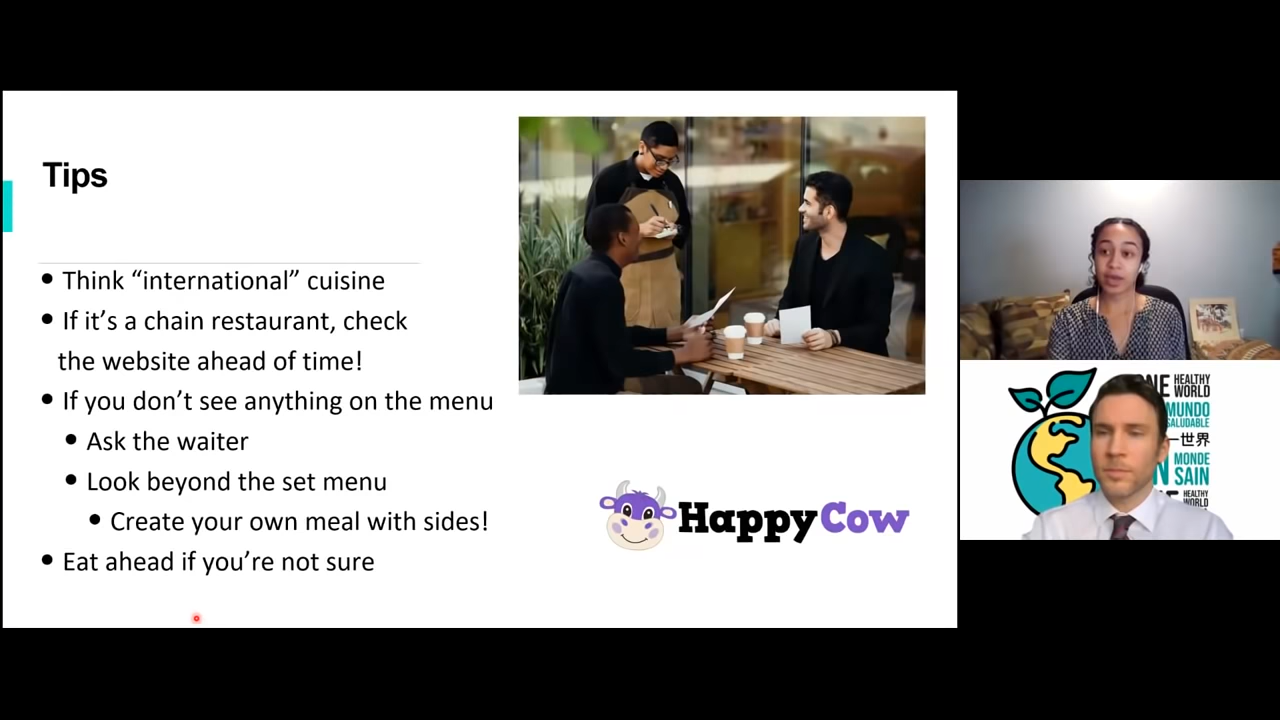 Tips
• Think “international” cuisine
• If it’s a chain restaurant, check
the website ahead of time!
• If you don’t see anything on the menu
• Ask the waiter
• Look beyond the set menu
• Create your own meal with sides!
• Eat ahead if you’re not sure
HappyCow
NE HEALTHY
WORLD
MUNDO
SALUDABLE
一世界
N MONDE
SAIN
HEALTHY
WORLD